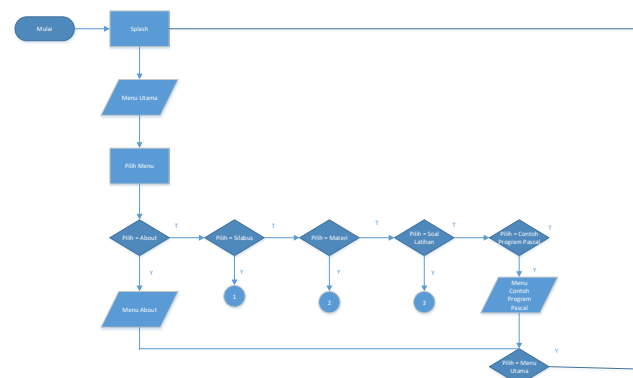 Mulai
Splash
Menu Utama
Pilih Menu
T
T
T
T
T
Pilih = About
Pilih = Silabus
Pilih = Materi
Pilih = Soal
Latihan
Pilih = Contoh
Program Pascal
Y
Y
Y
Y
Y
Menu About
1
2
3
Menu
Contoh
Program
Pascal
Y
Pilih = Menu
Utama